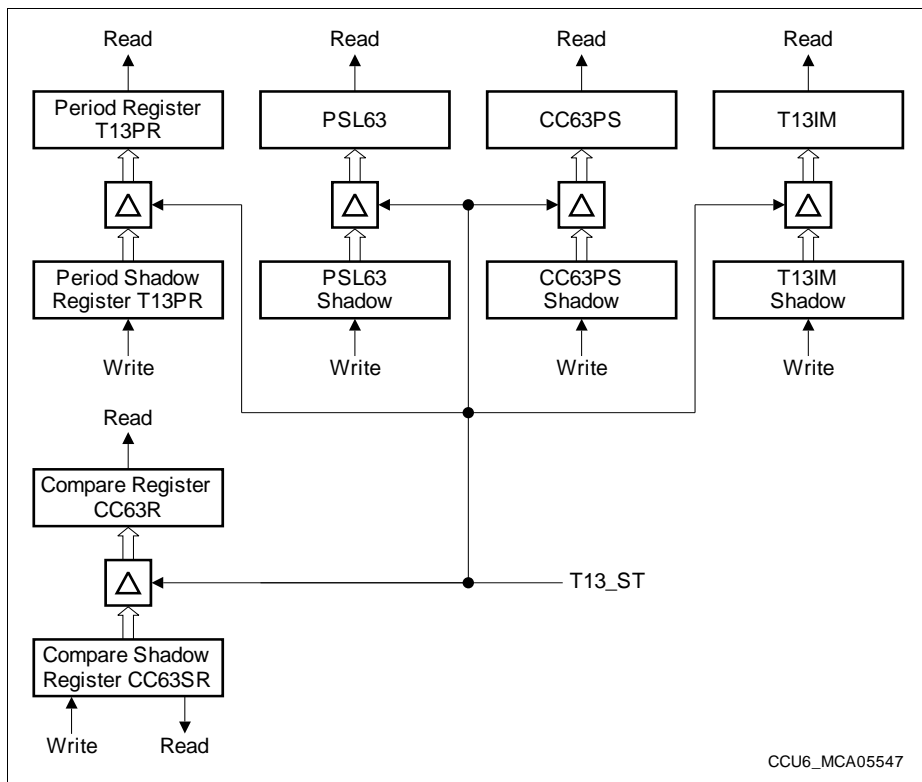 Read
Read
Read
Read
Period Register
T13PR
PSL63
CC63PS
T13IM
Period Shadow
Register T13PR
PSL63
Shadow
CC63PS
Shadow
T13IM
Shadow
Write
Write
Write
Write
Read
Compare Register
CC63R
T13_ST
Compare Shadow
Register CC63SR
Write
Read
CCU6_MCA05547